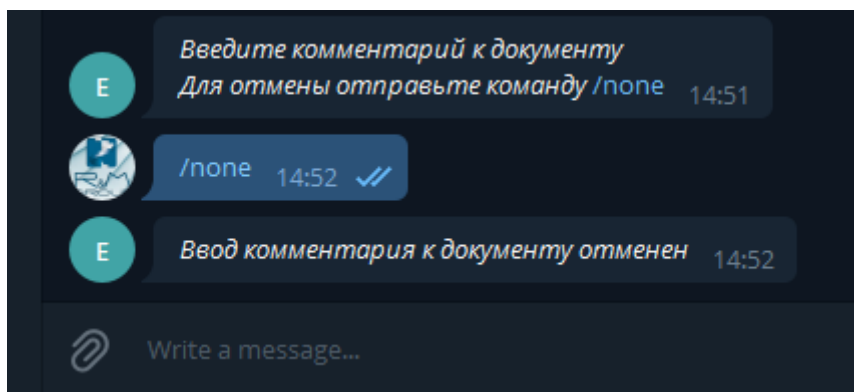 Введите комментарий к документу
Для отмены отправьте команду /none 14:51
E
/none 14:52
E
Ввод комментария к документу отменен 14:52
Write a message...